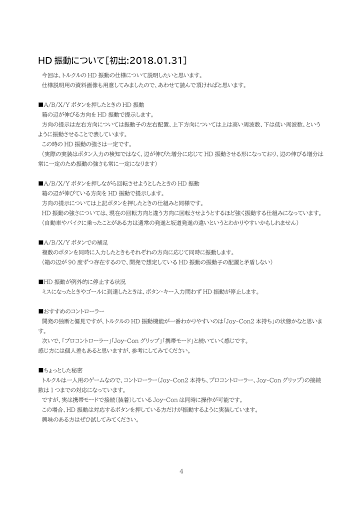 HD 振動について[初出:2018.01.31]
今回は、トルクルの HD 振動の仕様について説明したいと思います。
仕様説明用の資料画像も用意してみましたので、あわせて読んで頂ければと思います。
■A/B/X/Y ボタンを押したときの HD 振動
箱の辺が伸びる方向を HD 振動で提示します。
方向の提示は左右方向については振動子の左右配置、上下方向については上は高い周波数、下は低い周波数、という
ように振動させることで表しています。
この時の HD 振動の強さは一定です。
（実際の実装はボタン入力の検知ではなく、辺が伸びた増分に応じて HD 振動させる形になっており、辺の伸びる増分は
常に一定のため振動の強さも常に一定になります）
■A/B/X/Y ボタンを押しながら回転させようとしたときの HD 振動
箱の辺が伸びている方向を HD 振動で提示します。
方向の提示については上記ボタンを押したときの仕組みと同様です。
HD 振動の強さについては、現在の回転方向と違う方向に回転させようとするほど強く振動する仕組みになっています。
（自動車やバイクに乗ったことがある方は通常の発進と坂道発進の違いというとわかりやすいかもしれません）
■A/B/X/Y ボタンでの補足
複数のボタンを同時に入力したときもそれぞれの方向に応じて同時に振動します。
（箱の辺が 90 度ずつ存在するので、開発で想定している HD 振動の振動子の配置と矛盾しない）
■HD 振動が例外的に停止する状況
ミスになったときやゴールに到達したときは、ボタン・キー入力問わず HD 振動が停止します。
■おすすめのコントローラー
開発の独断と偏見ですが、トルクルの HD 振動機能が一番わかりやすいのは「Joy-Con2 本持ち」の状態かなと思いま
す。
次いで、「プロコントローラー」「Joy-Con グリップ」「携帯モード」と続いていく感じです。
感じ方には個人差もあると思いますが、参考にしてみてください。
■ちょっとした秘密
トルクルは一人用のゲームなので、コントローラー（Joy-Con2 本持ち、プロコントローラー、Joy-Con グリップ）の接続
数は 1 つまでの対応になっています。
ですが、実は携帯モードで接続（装着）している Joy-Con は同時に操作が可能です。
この場合、HD 振動は対応するボタンを押している方だけが振動するように実装しています。
興味のある方はぜひ試してみてください。
4